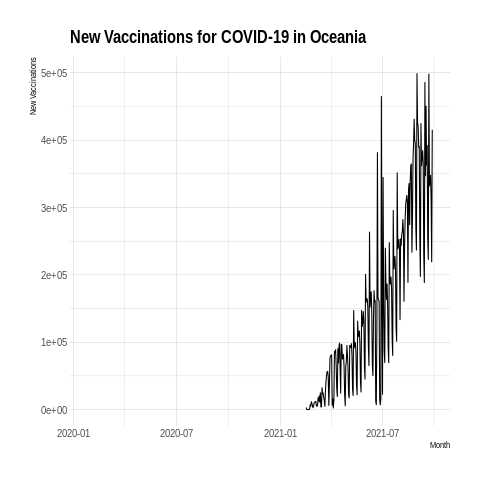 New Vaccinations for COVID-19 in Oceania
New Vaccinations
5e+05
4e+05
3e+05
2e+05
1e+05
0e+00
2020-01 2020-07 2021-01 2021-07
Month